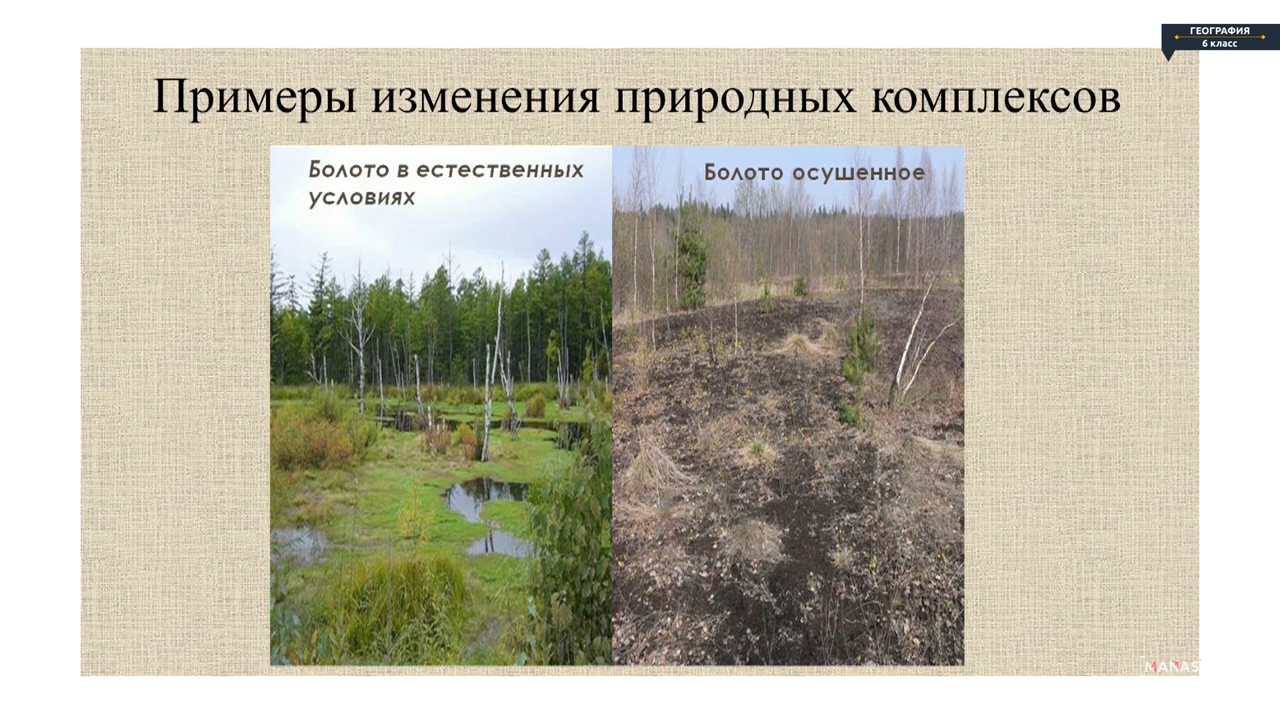 ГЕОГРАФИЯ
6 класс
Примеры изменения природных комплексов
Болото в естественных
условиях
Болото осушенное
MANAS